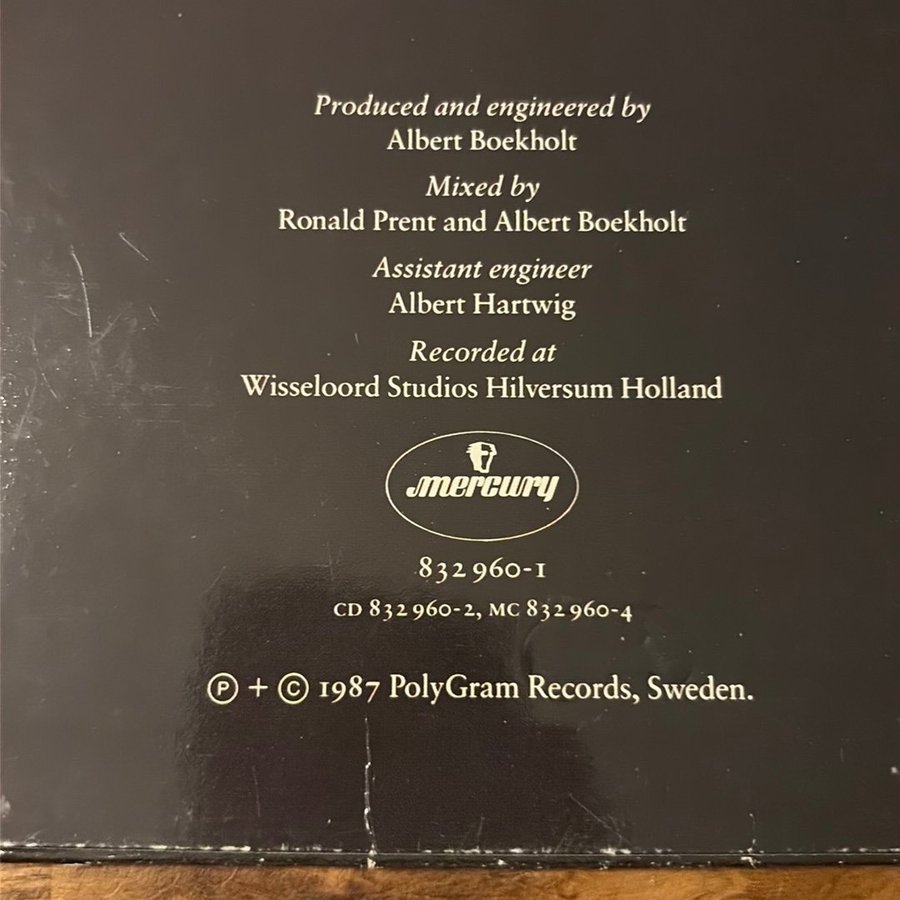 Produced and engineered by
Albert Boekholt
Mixed by
Ronald Prent and Albert Boekholt
Assistant engineer
Albert Hartwig
Recorded at
Wisseloord Studios Hilversum Holland
mercury
832 960-1
CD 832 960-2, MC 832 960-4
Ⓟ + © 1987 PolyGram Records, Sweden.